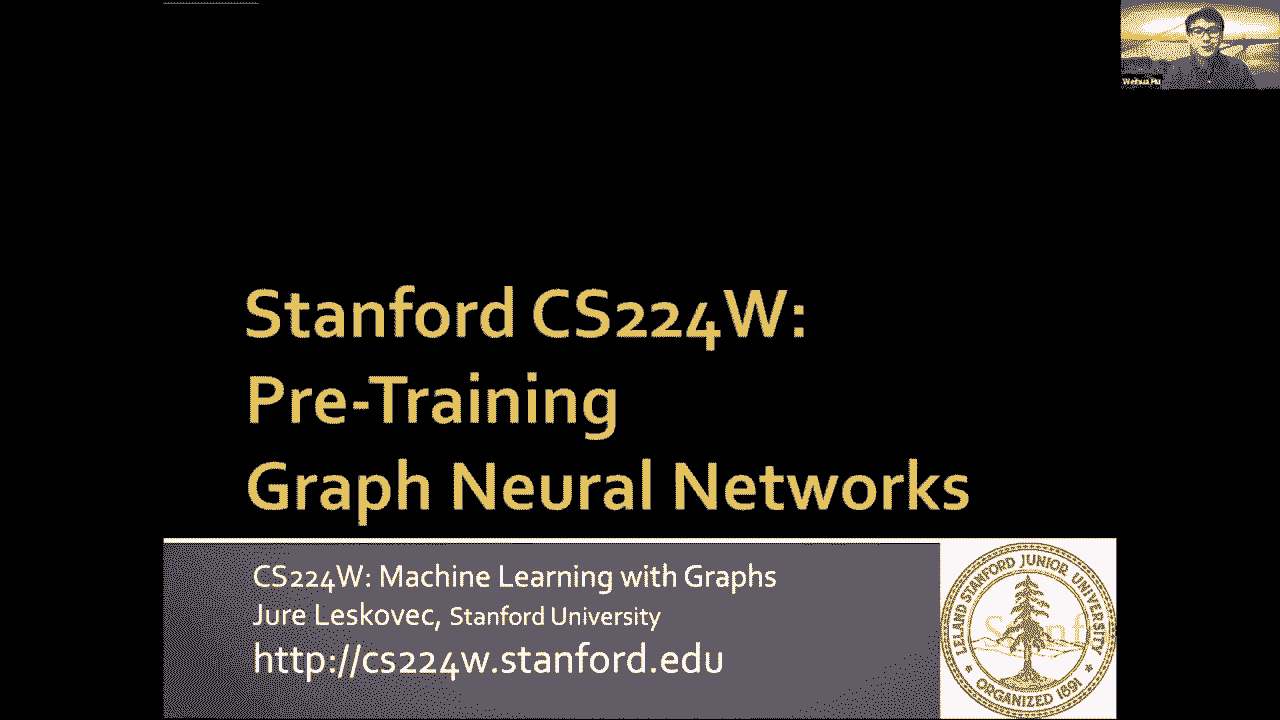 Weihua Hu
Stanford CS224W:
Pre-Training
Graph Neural Networks
CS224W: Machine Learning with Graphs
Jure Leskovec, Stanford University
http://cs224w.stanford.edu
LELAND STANFORD JUNIOR UNIVERSITY
ORGANIZED 1891